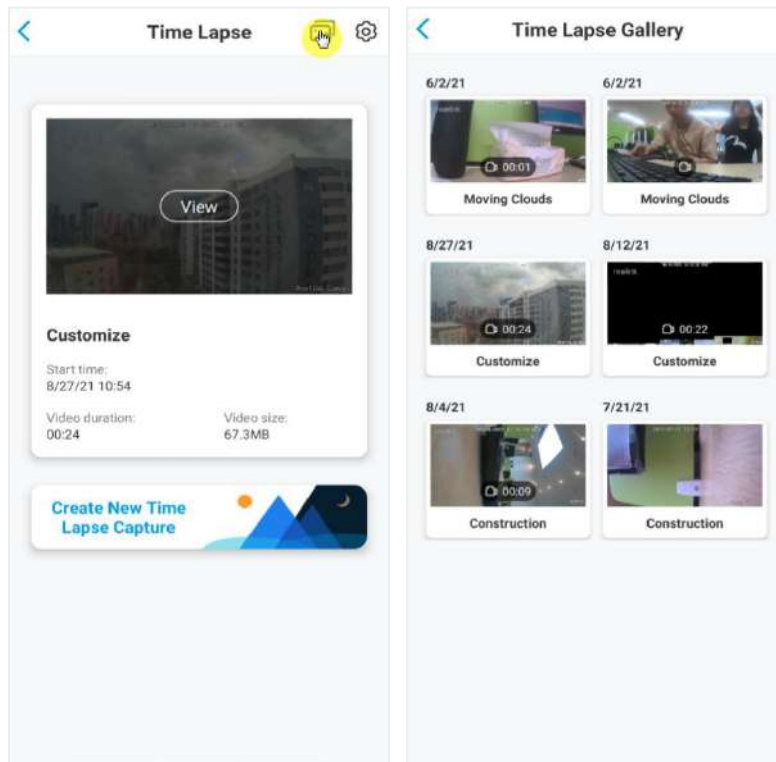 Time Lapse
View
Customize
Start time:
8/27/21 10:54
Video duration:
00:24
Video size:
67.3MB
Create New Time
Lapse Capture
Time Lapse Gallery
6/2/21
6/2/21
00:01
Moving Clouds
Moving Clouds
8/27/21
8/12/21
reolink
00:24
00:22
Customize
Customize
8/4/21
7/21/21
00:09
Construction
Construction